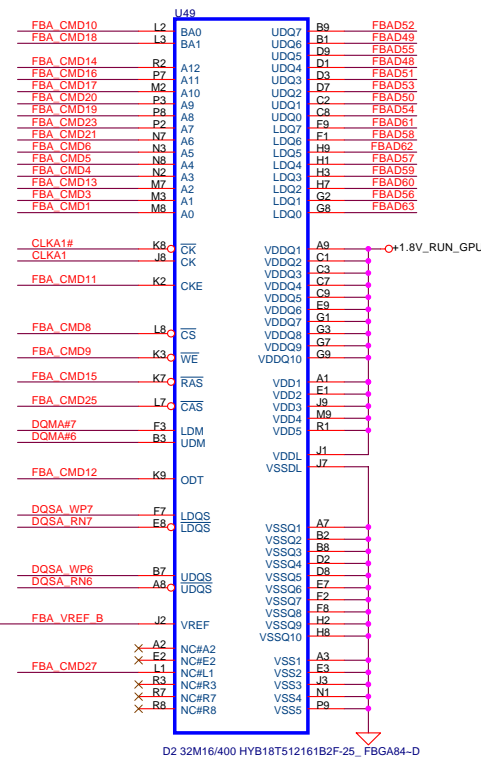 U49
FBA_CMD10 L2 BA0 UDQ7 B9 FBAD52
FBA_CMD18 L3 BA1 UDQ6 B1 FBAD49
UDQ5 D9 FBAD55
FBA_CMD14 R2 A12 UDQ4 D1 FBAD48
FBA_CMD16 P7 A11 UDQ3 D3 FBAD51
FBA_CMD17 M2 A10 UDQ2 D7 FBAD53
FBA_CMD20 P3 A9 UDQ1 C2 FBAD50
FBA_CMD19 P8 A8 UDQ0 C8 FBAD54
FBA_CMD23 P2 A7 LDQ7 F9 FBAD61
FBA_CMD21 N7 A6 LDQ6 F1 FBAD58
FBA_CMD6 N3 A5 LDQ5 H9 FBAD62
FBA_CMD5 N8 A4 LDQ4 H1 FBAD57
FBA_CMD4 N2 A3 LDQ3 H3 FBAD59
FBA_CMD13 M7 A2 LDQ2 H7 FBAD60
FBA_CMD3 M3 A1 LDQ1 G2 FBAD56
FBA_CMD1 M8 A0 LDQ0 G8 FBAD63
CLKA1# K8 CK VDDQ1 A9 +1.8V_RUN_GPU
CLKA1 J8 CK VDDQ2 C1
VDDQ3 C3
FBA_CMD11 K2 CKE VDDQ4 C7
VDDQ5 C9
VDDQ6 E9
VDDQ7 G1
FBA_CMD8 L8 CS VDDQ8 G3
VDDQ9 G7
FBA_CMD9 K3 WE VDDQ10 G9
FBA_CMD15 K7 RAS VDD1 A1
VDD2 E1
FBA_CMD25 L7 CAS VDD3 J9
VDD4 M9
DQMA#7 F3 LDM VDD5 R1
DQMA#6 B3 UDM
VDDL J1
VSSDL J7
FBA_CMD12 K9 ODT
DQSA_WP7 F7 LDQS
DQSA_RN7 E8 LDQS VSSQ1 A7
VSSQ2 B2
VSSQ3 B8
VSSQ4 D2
DQSA_WP6 B7 UDQS VSSQ5 D8
DQSA_RN6 A8 UDQS VSSQ6 E7
VSSQ7 F2
VSSQ8 F8
FBA_VREF_B J2 VREF VSSQ9 H2
VSSQ10 H8
A2 NC#A2
E2 NC#E2 VSS1 A3
FBA_CMD27 L1 NC#L1 VSS2 E3
R3 NC#R3 VSS3 J3
R7 NC#R7 VSS4 N1
R8 NC#R8 VSS5 P9
D2 32M16/400 HYB18T512161B2F-25_ FBGA84~D